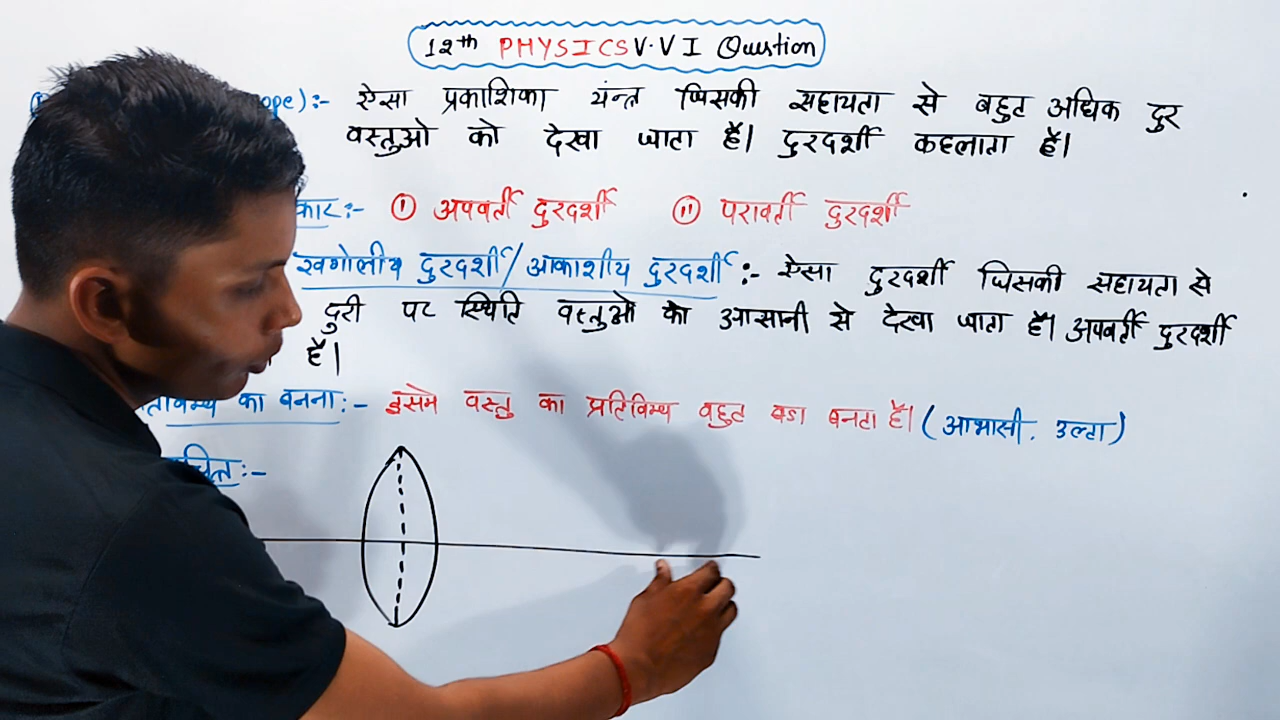 12th PHYSICS V.V I Question
ope):- ऐसा प्रकाशिका यंन्त्र जिसकी सहायता से बहुत अधिक दुर
वस्तुओ को देखा जाता है। दुरदर्शी कहलाता है।
कार:- (i) अपवर्ती दुरदर्शी (ii) परावर्ती दुरदर्शी
खगोलीय दुरदर्शी/आकाशीय दुरदर्शी :- ऐसा दुरदर्शी जिसकी सहायता से
दुरी पर स्थिति वस्तुओ को आसानी से देखा जाता है। अपवर्ती दुरदर्शी
है।
का बनना:- इसमे वस्तु का प्रतिविम्ब बहुत बडा बनता है। (आभासी, उल्टा)
चित्र:-